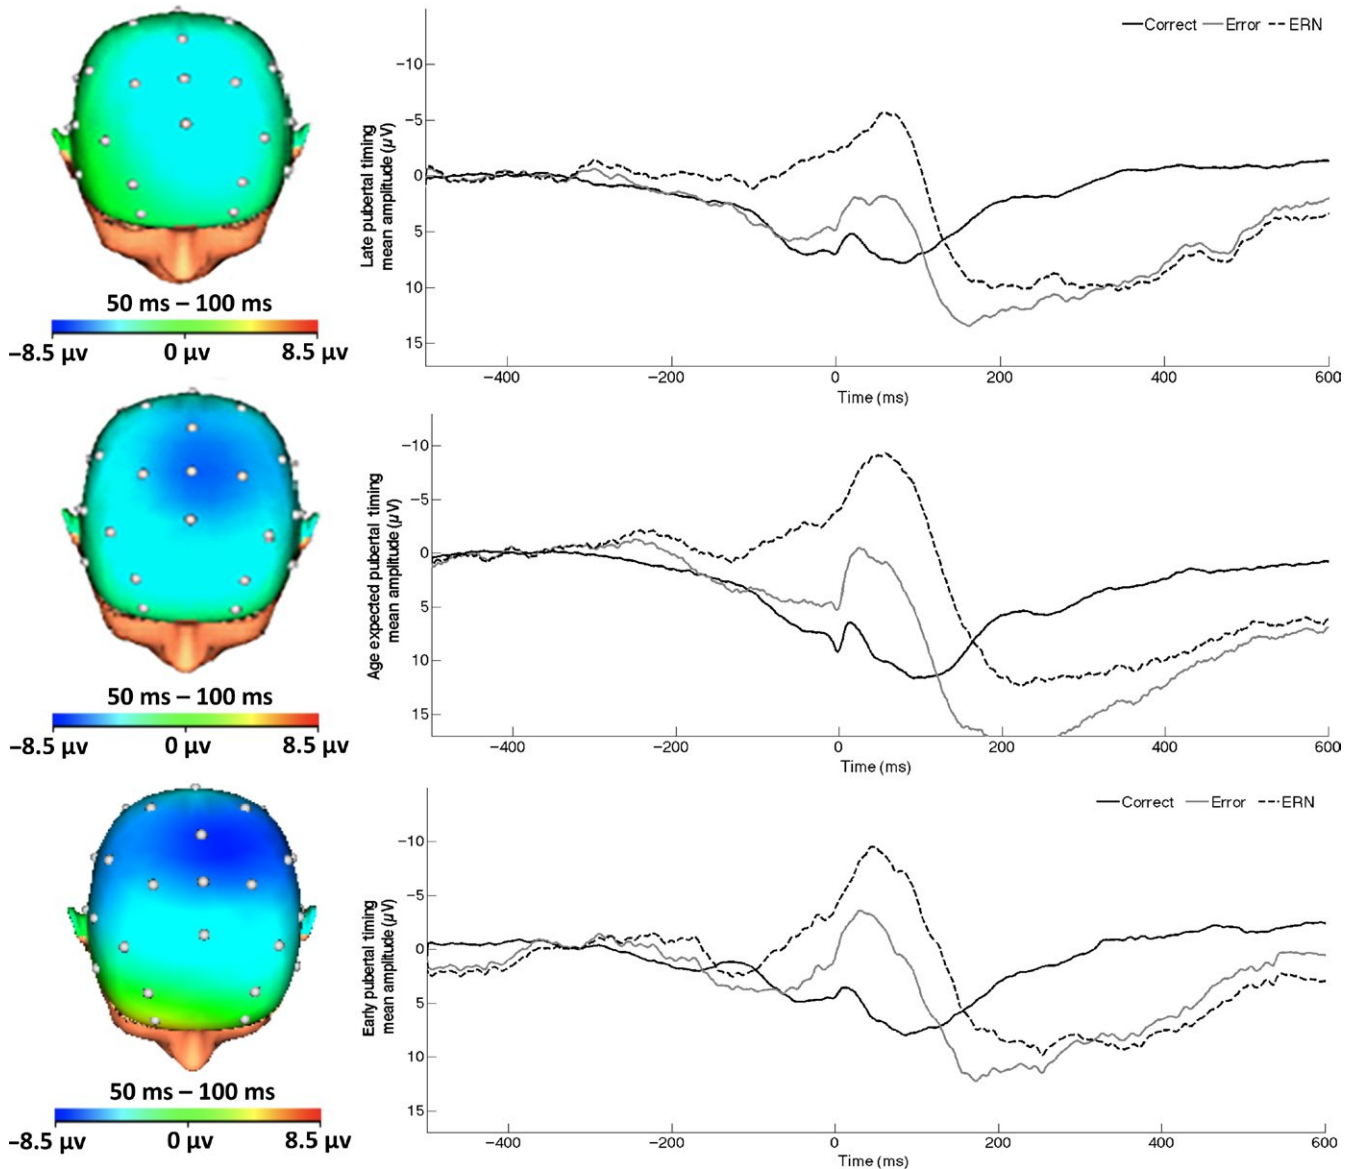 Correct Error ERN
−10
−5
0
5
10
15
Late pubertal timing
mean amplitude (µV)
−400 −200 0 200 400 600
Time (ms)
50 ms – 100 ms
−8.5 µv 0 µv 8.5 µv
−10
−5
0
5
10
15
Age expected pubertal timing
mean amplitude (µV)
−400 −200 0 200 400 600
Time (ms)
50 ms – 100 ms
−8.5 µv 0 µv 8.5 µv
Correct Error ERN
−10
−5
0
5
10
15
Early pubertal timing
mean amplitude (µV)
−400 −200 0 200 400 600
Time (ms)
50 ms – 100 ms
−8.5 µv 0 µv 8.5 µv